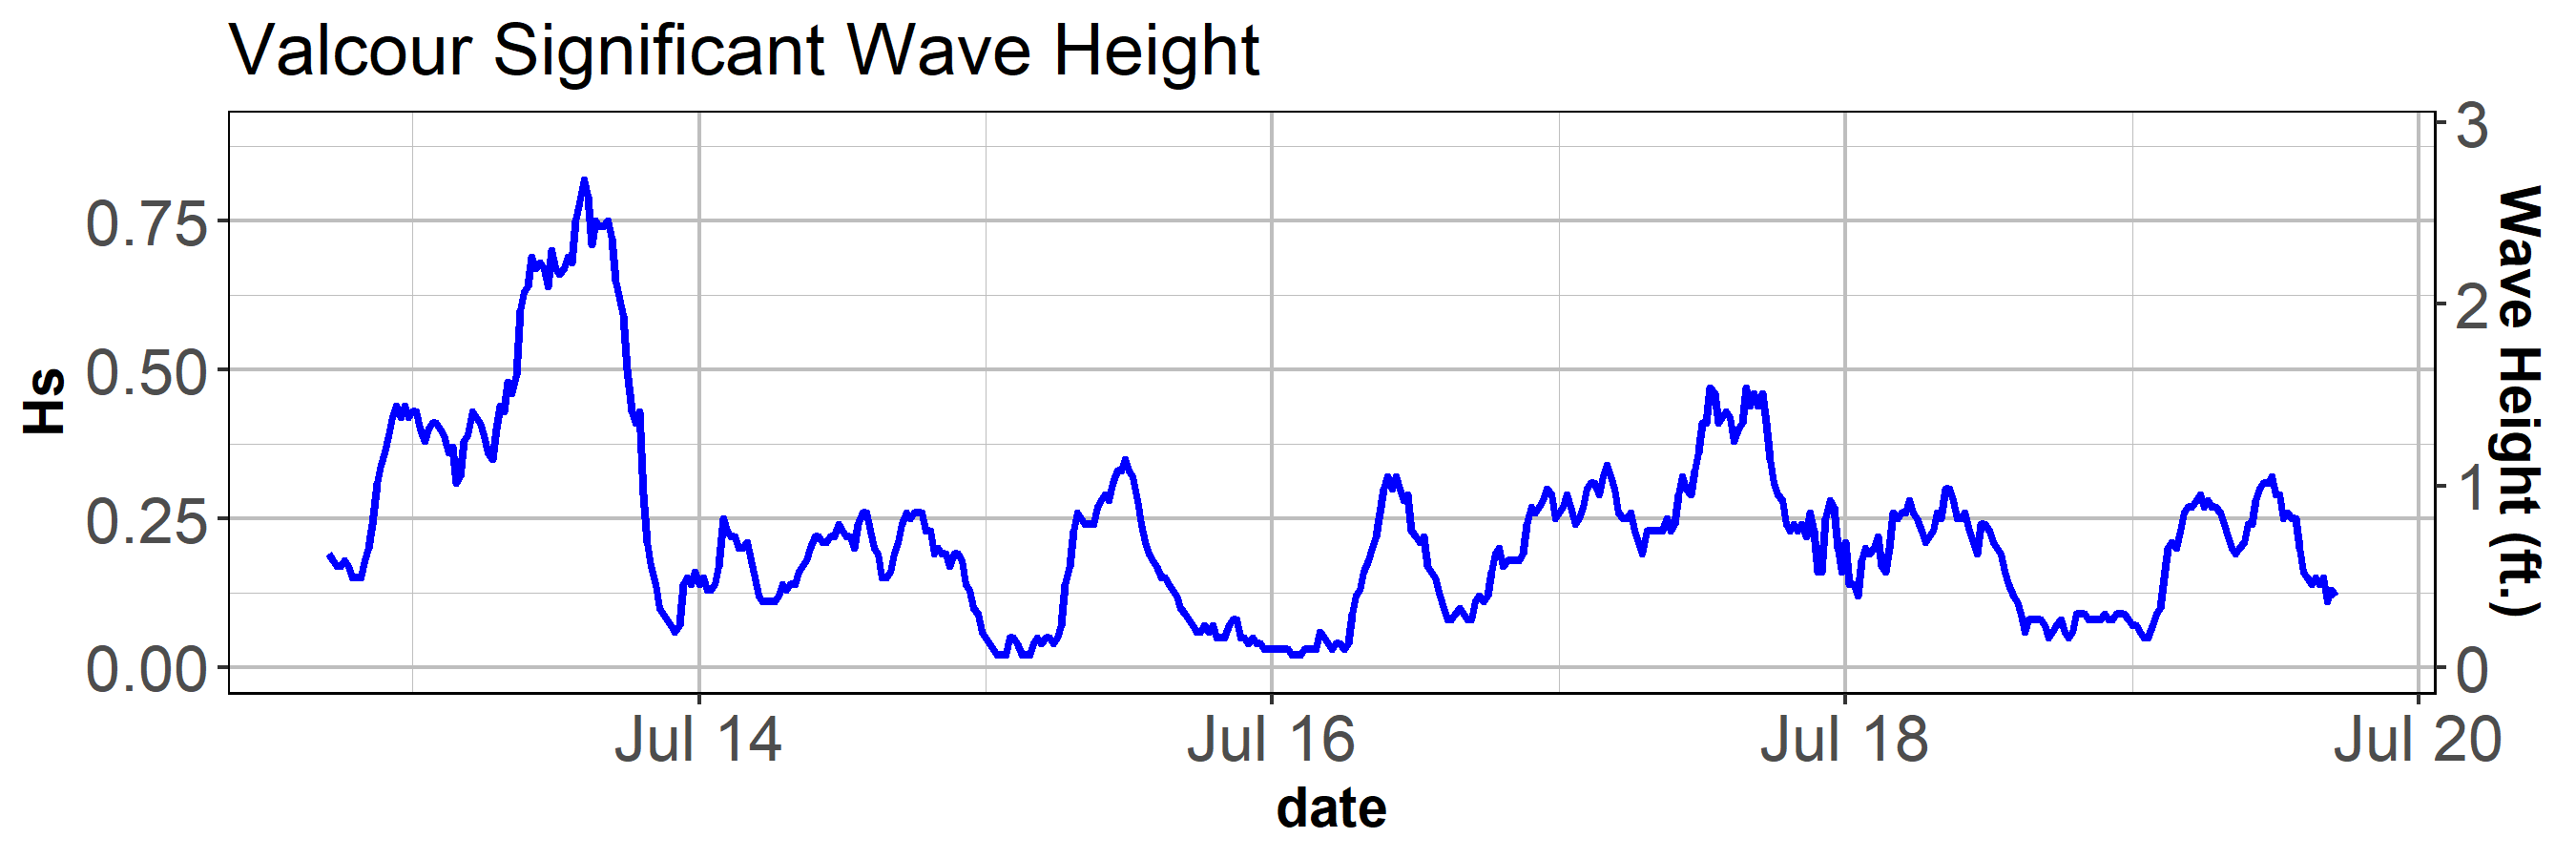 Valcour Significant Wave Height
Hs
0.75
0.50
0.25
0.00
3
2
1
0
Wave Height (ft.)
Jul 14
Jul 16
Jul 18
Jul 20
date